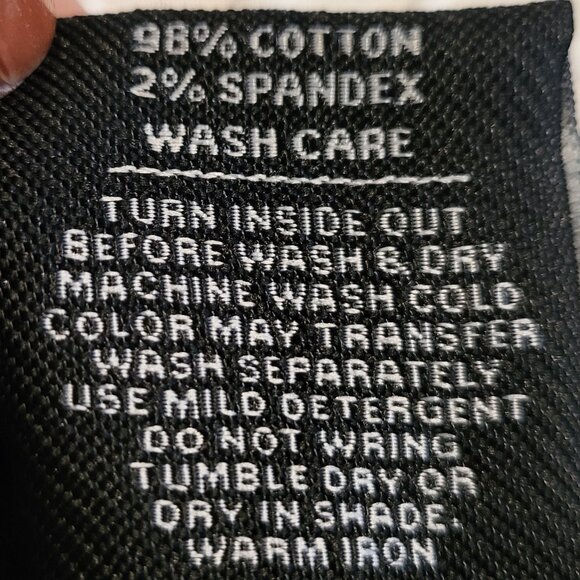 98% COTTON
2% SPANDEX
WASH CARE
TURN INSIDE OUT
BEFORE WASH & DRY
MACHINE WASH COLD
COLOR MAY TRANSFER
WASH SEPARATELY
USE MILD DETERGENT
DO NOT WRING
TUMBLE DRY OR
DRY IN SHADE.
WARM IRON